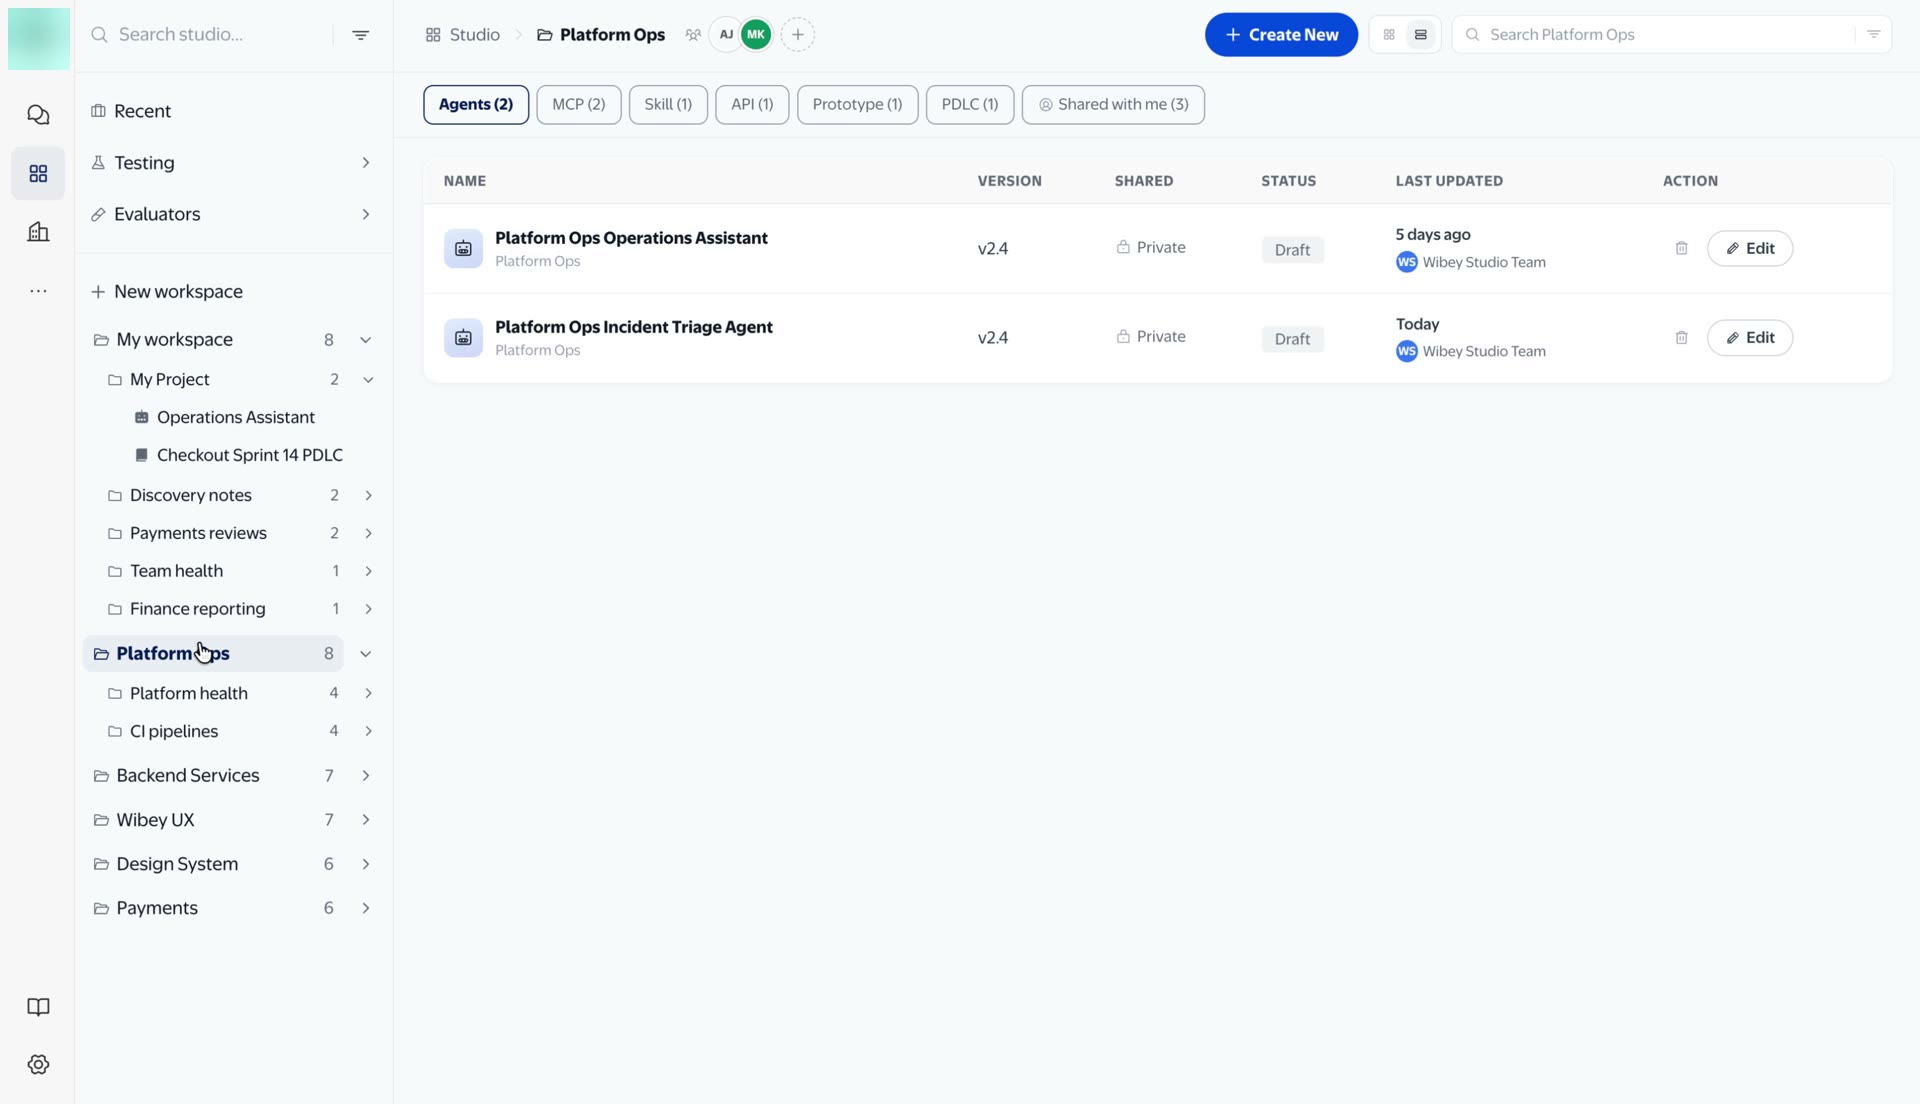 Search studio...
Studio
Platform Ops
AJ
MK
Create New
Search Platform Ops
Recent
Testing
Evaluators
New workspace
My workspace 8
My Project 2
Operations Assistant
Checkout Sprint 14 PDLC
Discovery notes 2
Payments reviews 2
Team health 1
Finance reporting 1
Platform Ops 8
Platform health 4
CI pipelines 4
Backend Services 7
Wibey UX 7
Design System 6
Payments 6
Agents (2)
MCP (2)
Skill (1)
API (1)
Prototype (1)
PDLC (1)
Shared with me (3)
NAME VERSION SHARED STATUS LAST UPDATED ACTION
Platform Ops Operations Assistant
Platform Ops
v2.4
Private
Draft
5 days ago
WS Wibey Studio Team
Edit
Platform Ops Incident Triage Agent
Platform Ops
v2.4
Private
Draft
Today
WS Wibey Studio Team
Edit